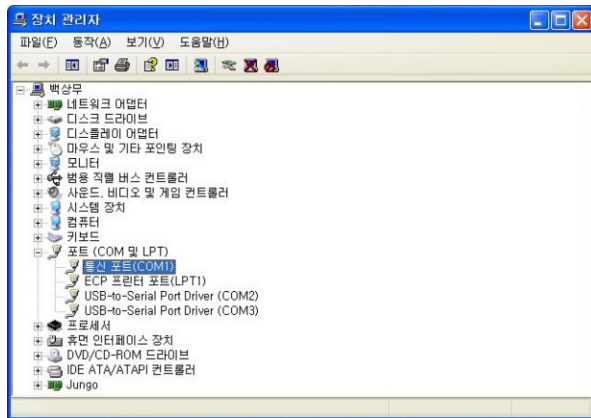 장치 관리자
파일(F) 동작(A) 보기(V) 도움말(H)
백상무
네트워크 어댑터
디스크 드라이브
디스플레이 어댑터
마우스 및 기타 포인팅 장치
모니터
범용 직렬 버스 컨트롤러
사운드, 비디오 및 게임 컨트롤러
시스템 장치
컴퓨터
키보드
포트 (COM 및 LPT)
통신 포트(COM1)
ECP 프린터 포트(LPT1)
USB-to-Serial Port Driver (COM2)
USB-to-Serial Port Driver (COM3)
프로세서
휴먼 인터페이스 장치
DVD/CD-ROM 드라이브
IDE ATA/ATAPI 컨트롤러
Jungo